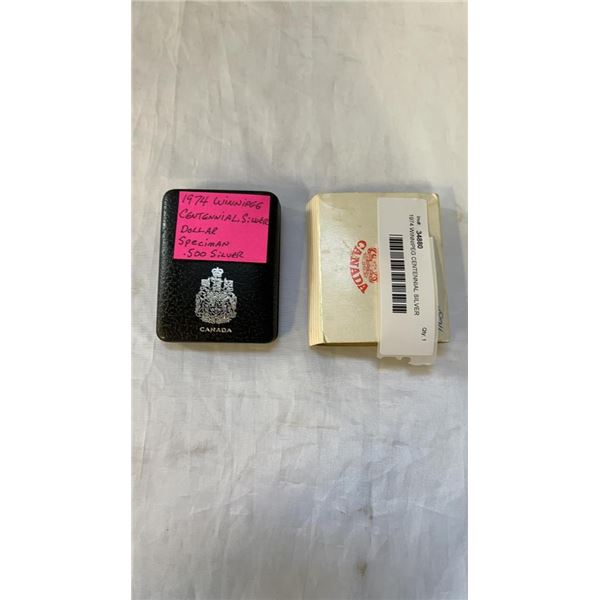 1974 WINNIPEG
CENTENNIAL SILVER
DOLLAR
SPECIMAN
.500 SILVER
CANADA
CANADA
34880
1974 WINNIPEG CENTENNIAL SILVER
Qty: 1